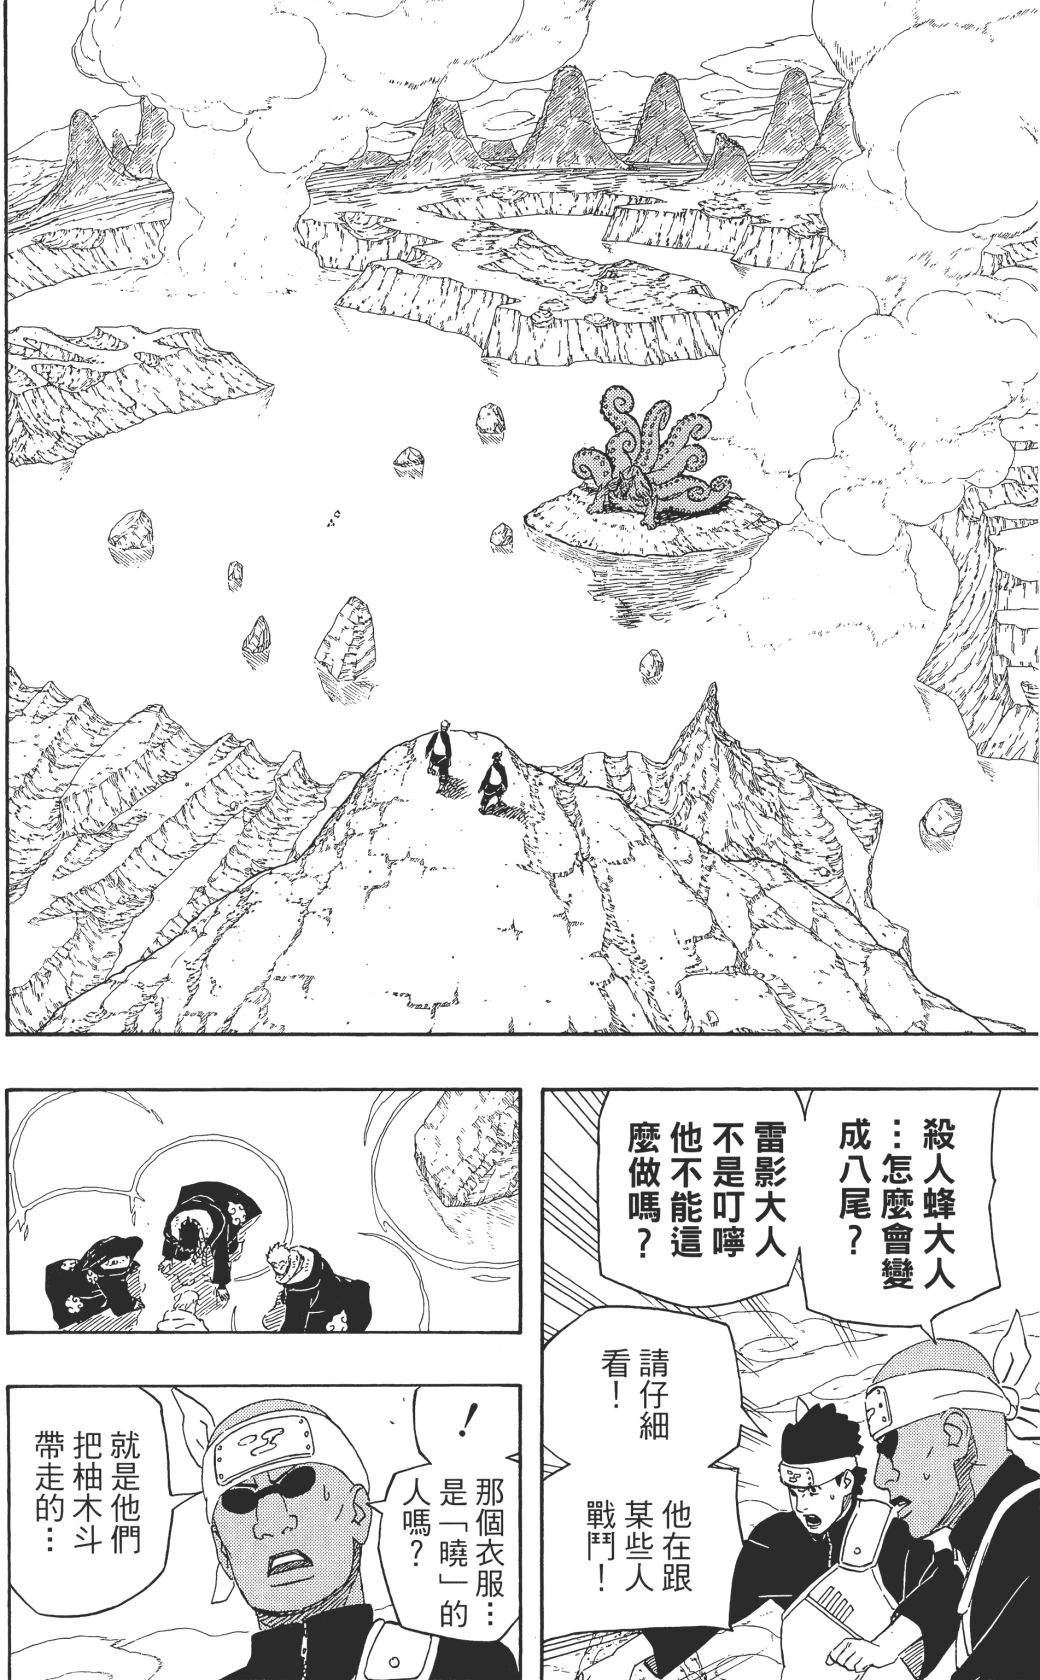 殺人蜂大人
…怎麼會變
成八尾？
雷影大人
不是叮嚀
他不能這
麼做嗎？
請仔細
看！
他在跟
某些人
戰鬥！
！
那個衣服…
是「曉」的
人嗎？
就是他們
把柚木斗
帶走的…